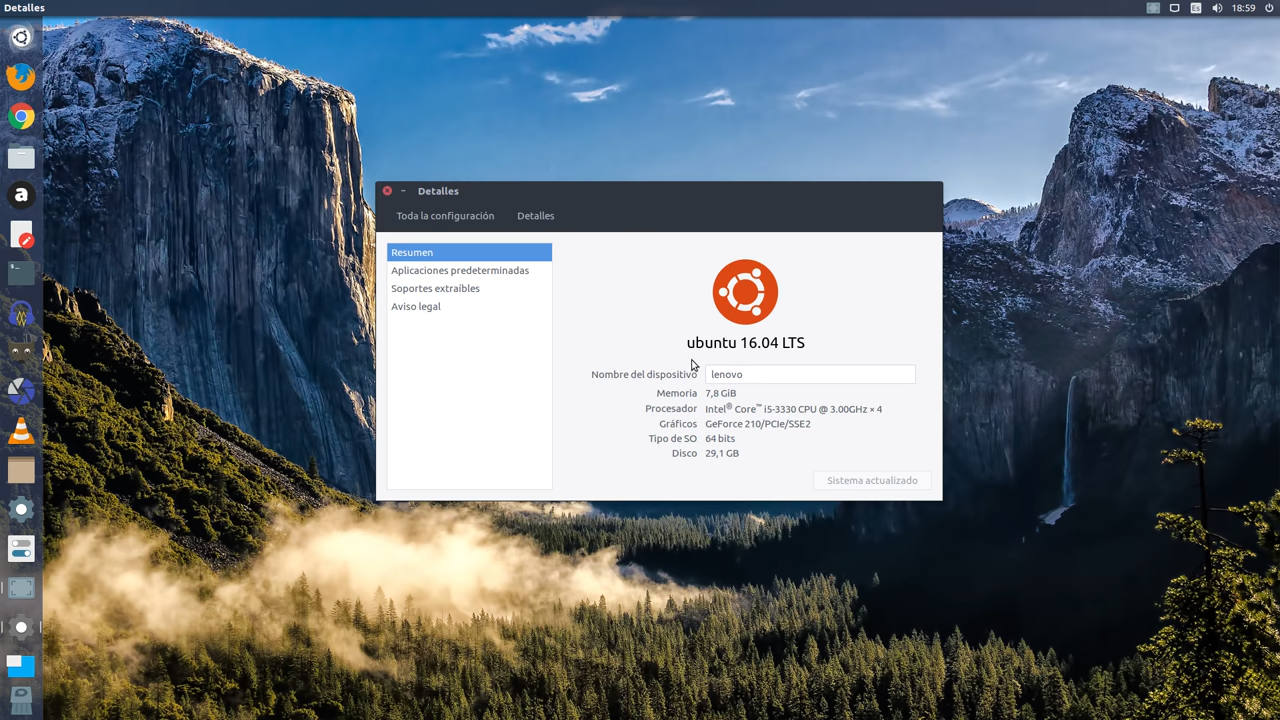 Detalles
Es
18:59
Detalles
Toda la configuración Detalles
Resumen
Aplicaciones predeterminadas
Soportes extraíbles
Aviso legal
ubuntu 16.04 LTS
Nombre del dispositivo lenovo
Memoria 7,8 GiB
Procesador Intel® Core™ i5-3330 CPU @ 3.00GHz × 4
Gráficos GeForce 210/PCIe/SSE2
Tipo de SO 64 bits
Disco 29,1 GB
Sistema actualizado
a